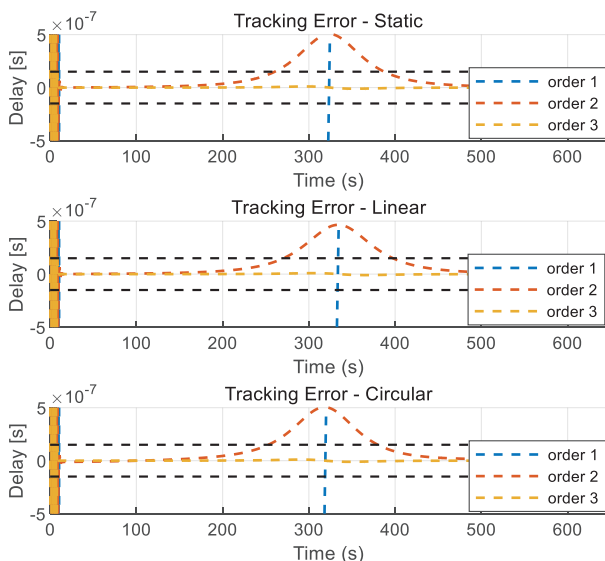 Tracking Error - Static
×10-7
Delay [s]
5
0
-5
order 1
order 2
order 3
0 100 200 300 400 500 600
Time (s)
Tracking Error - Linear
×10-7
Delay [s]
5
0
-5
order 1
order 2
order 3
0 100 200 300 400 500 600
Time (s)
Tracking Error - Circular
×10-7
Delay [s]
5
0
-5
order 1
order 2
order 3
0 100 200 300 400 500 600
Time (s)